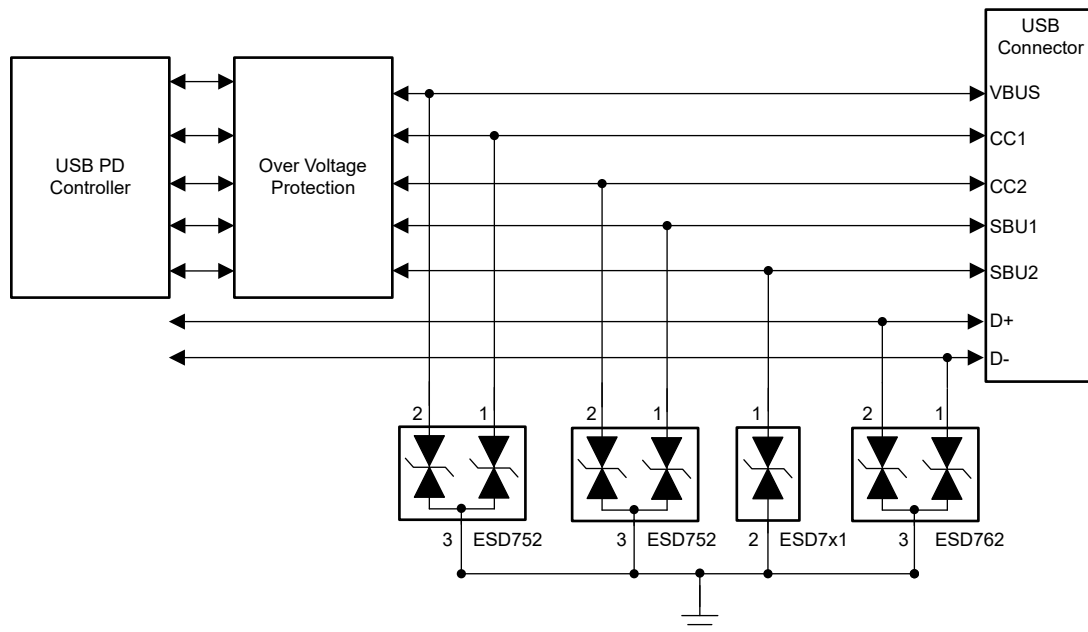 USB
Connector
USB PD
Controller
Over Voltage
Protection
VBUS
CC1
CC2
SBU1
SBU2
D+
D-
2
1
2
1
1
2
1
3
ESD752
3
ESD752
2
ESD7x1
3
ESD762